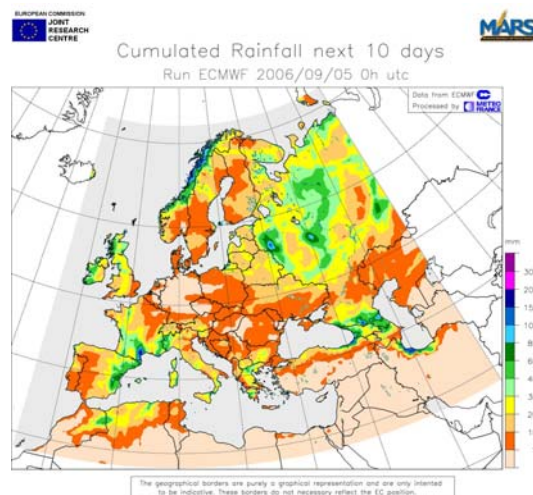 EUROPEAN COMMISSION
JOINT
RESEARCH
CENTRE
MARS
Cumulated Rainfall next 10 days
Run ECMWF 2006/09/05 0h utc
Data from ECMWF
Processed by METEO FRANCE
mm
The geographical borders are purely a graphical representation and are only intended
to be indicative. These borders do not necessary reflect the EC position.